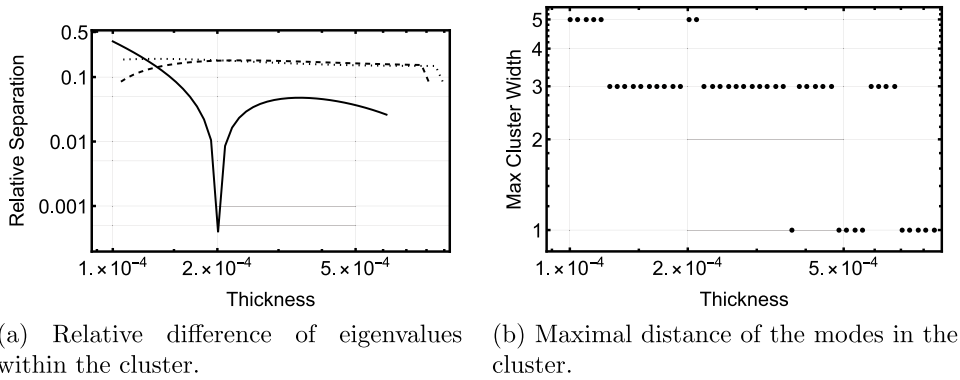 0.5
0.1
0.01
0.001
Relative Separation
1.×10⁻⁴ 2.×10⁻⁴ 5.×10⁻⁴
Thickness
5
4
3
2
1
Max Cluster Width
1.×10⁻⁴ 2.×10⁻⁴ 5.×10⁻⁴
Thickness
(a) Relative difference of eigenvalues
within the cluster.
(b) Maximal distance of the modes in the
cluster.